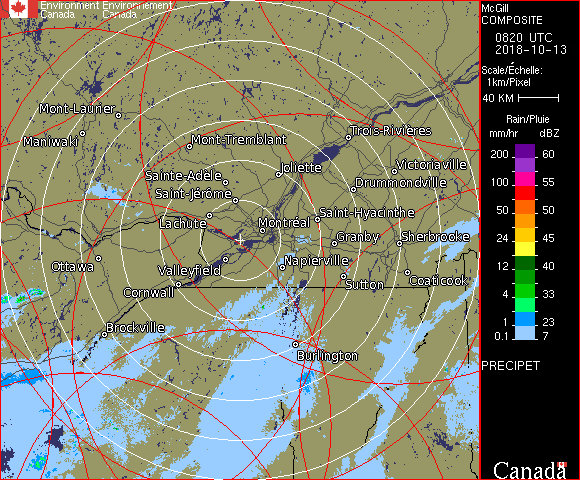 Environment Environnement
Canada Canada
McGill
COMPOSITE
0820 UTC
2018-10-13
Scale/Échelle:
1km/Pixel
40 KM
Rain/Pluie
mm/hr dBZ
200 60
100 55
50 50
24 45
12 40
4 33
1 23
0.1 7
PRECIPET
Canada
Mont-Laurier
Maniwaki
Mont-Tremblant
Trois-Rivières
Joliette
Victoriaville
Sainte-Adèle
Drummondville
Saint-Jérôme
Saint-Hyacinthe
Lachute
Montréal
Granby
Sherbrooke
Ottawa
Valleyfield
Napierville
Cornwall
Sutton
Coaticook
Brockville
Burlington